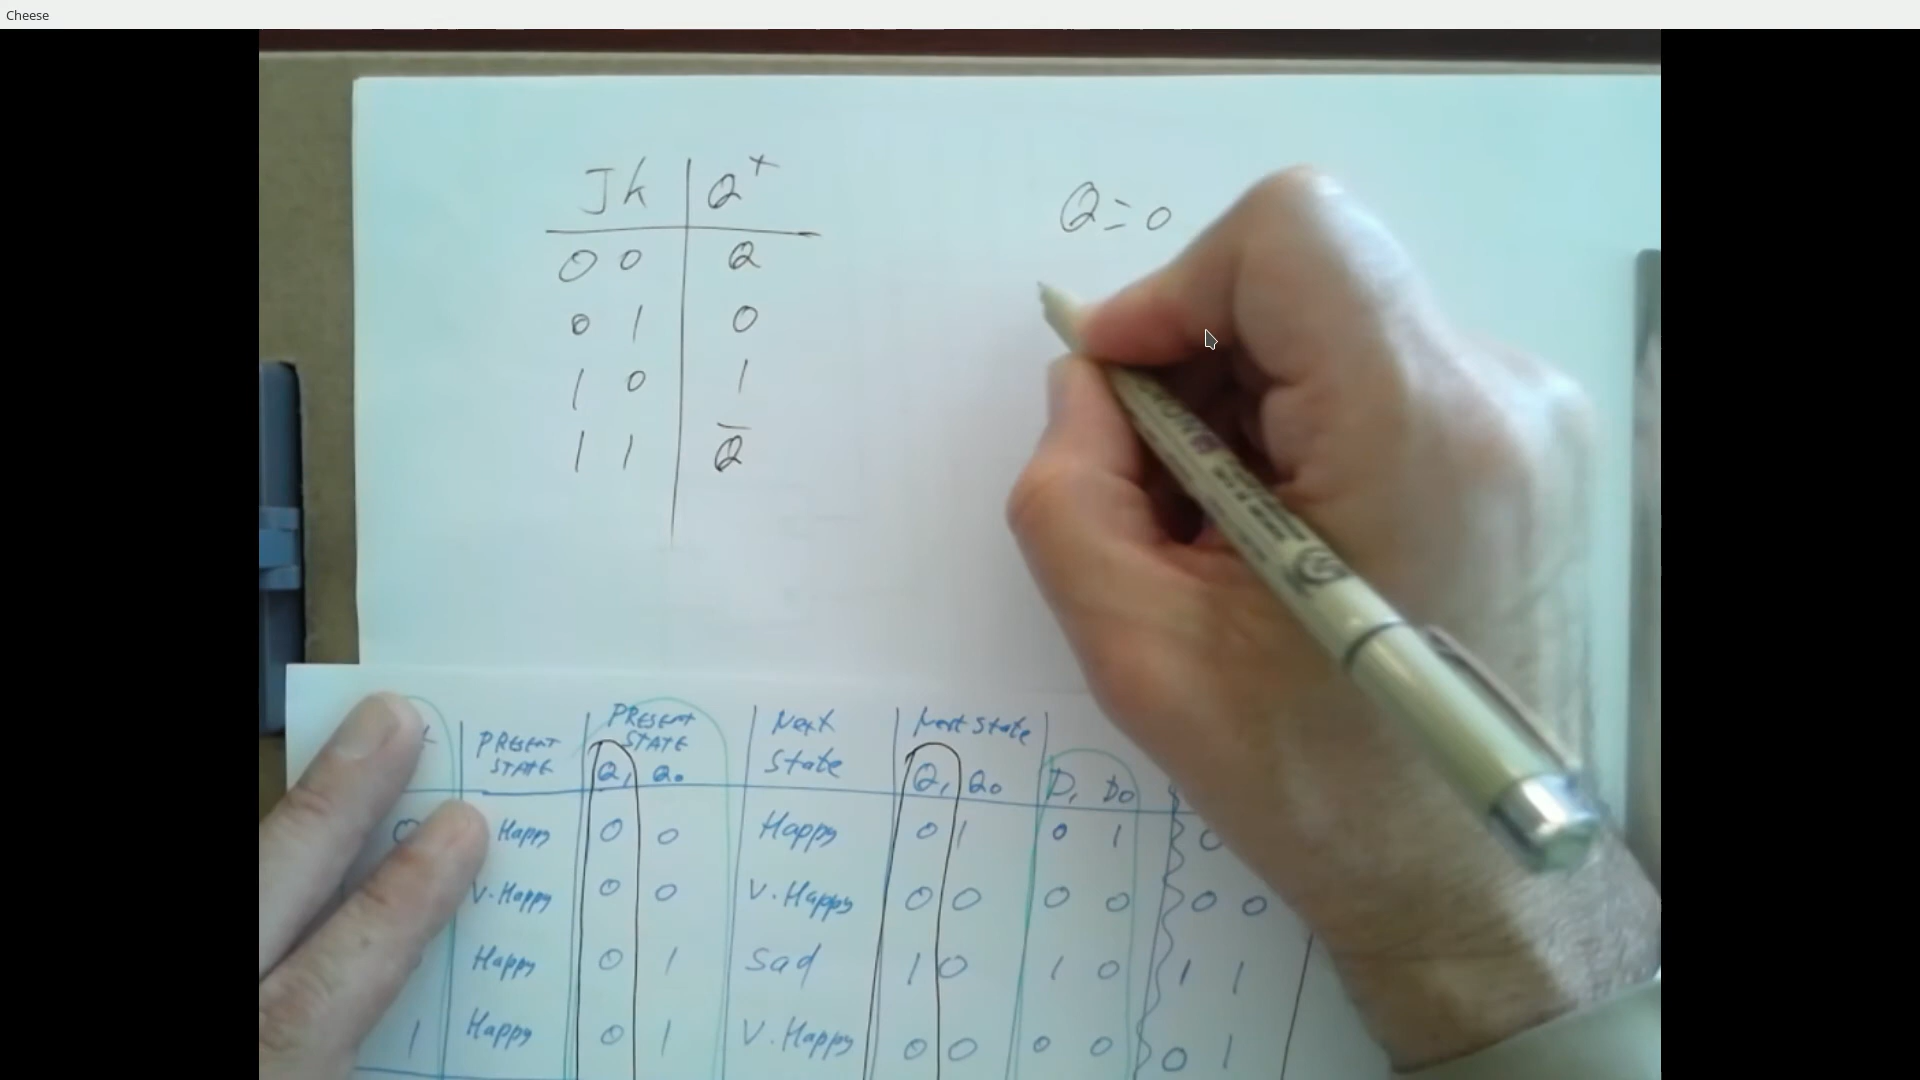 Cheese
J K | Q⁺
0 0 | Q
0 1 | 0
1 0 | 1
1 1 | Q̅
Q = 0
PRESENT STATE | PRESENT STATE | Next State | Next State
Q₁ Q₀ | Q₁ Q₀ | D₁ D₀
0 | Happy | 0 0 | Happy | 0 1 | 0 1 | 0
V. Happy | 0 0 | V. Happy | 0 0 | 0 0 | 0 0
Happy | 0 1 | Sad | 1 0 | 1 0 | 1 1
1 | Happy | 0 1 | V. Happy | 0 0 | 0 0 | 0 1